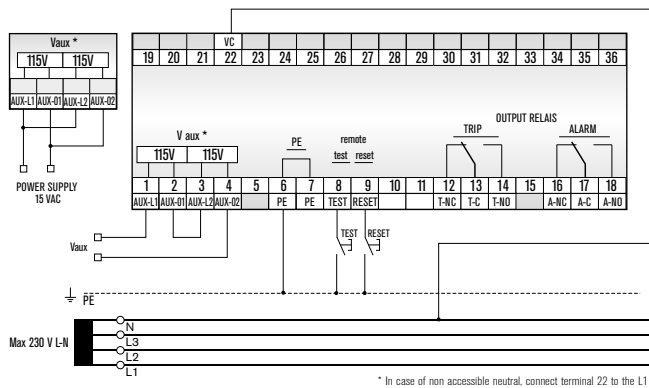 Vaux *
115V 115V
AUX-L1 AUX-01 AUX-L2 AUX-02
POWER SUPPLY
15 VAC
VC
19 20 21 22 23 24 25 26 27 28 29 30 31 32 33 34 35 36
OUTPUT RELAIS
TRIP ALARM
V aux *
115V 115V
PE
remote
test reset
1 2 3 4 5 6 7 8 9 10 11 12 13 14 15 16 17 18
AUX-L1 AUX-01 AUX-L2 AUX-02 PE PE TEST RESET T-NC T-C T-NO A-NC A-C A-NO
Vaux
TEST RESET
PE
Max 230 V L-N
N
L3
L2
L1
* In case of non accessible neutral, connect terminal 22 to the L1